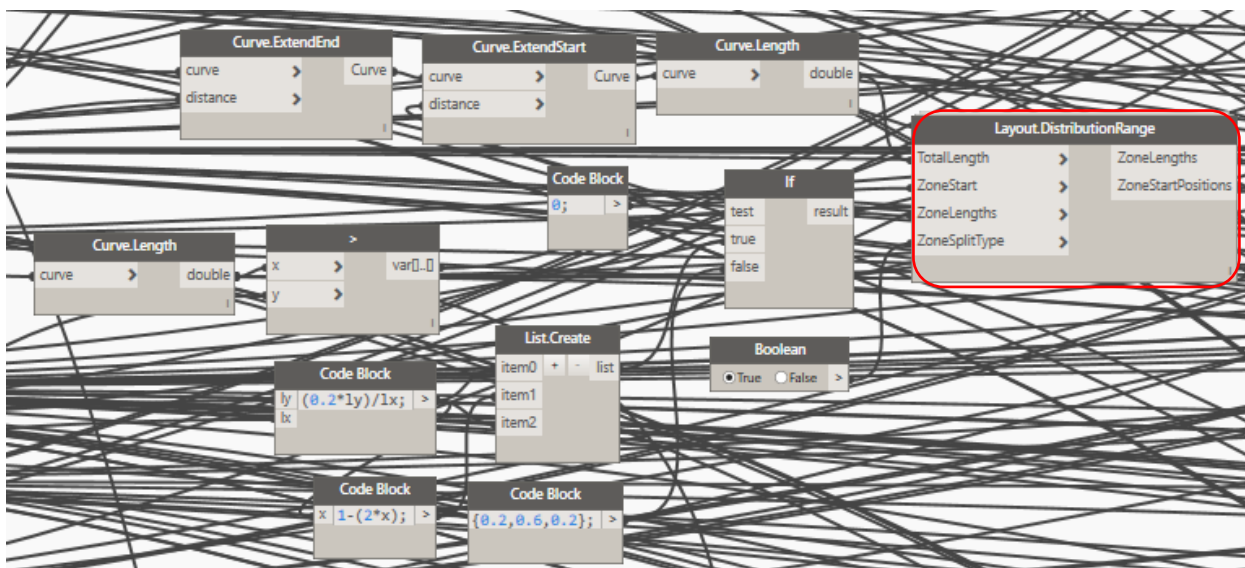 Curve.ExtendEnd
curve > Curve
distance >
Curve.ExtendStart
curve > Curve
distance >
Curve.Length
curve > double
Layout.DistributionRange
TotalLength > ZoneLengths
ZoneStart > ZoneStartPositions
ZoneLengths >
ZoneSplitType >
Code Block
0; >
If
test result
true
false
Curve.Length
curve > double
>
x > var[]..[]
y >
List.Create
item0 + - list
item1
item2
Boolean
True False >
Code Block
ly (0.2*ly)/lx; >
lx
Code Block
x 1-(2*x); >
Code Block
{0.2,0.6,0.2}; >